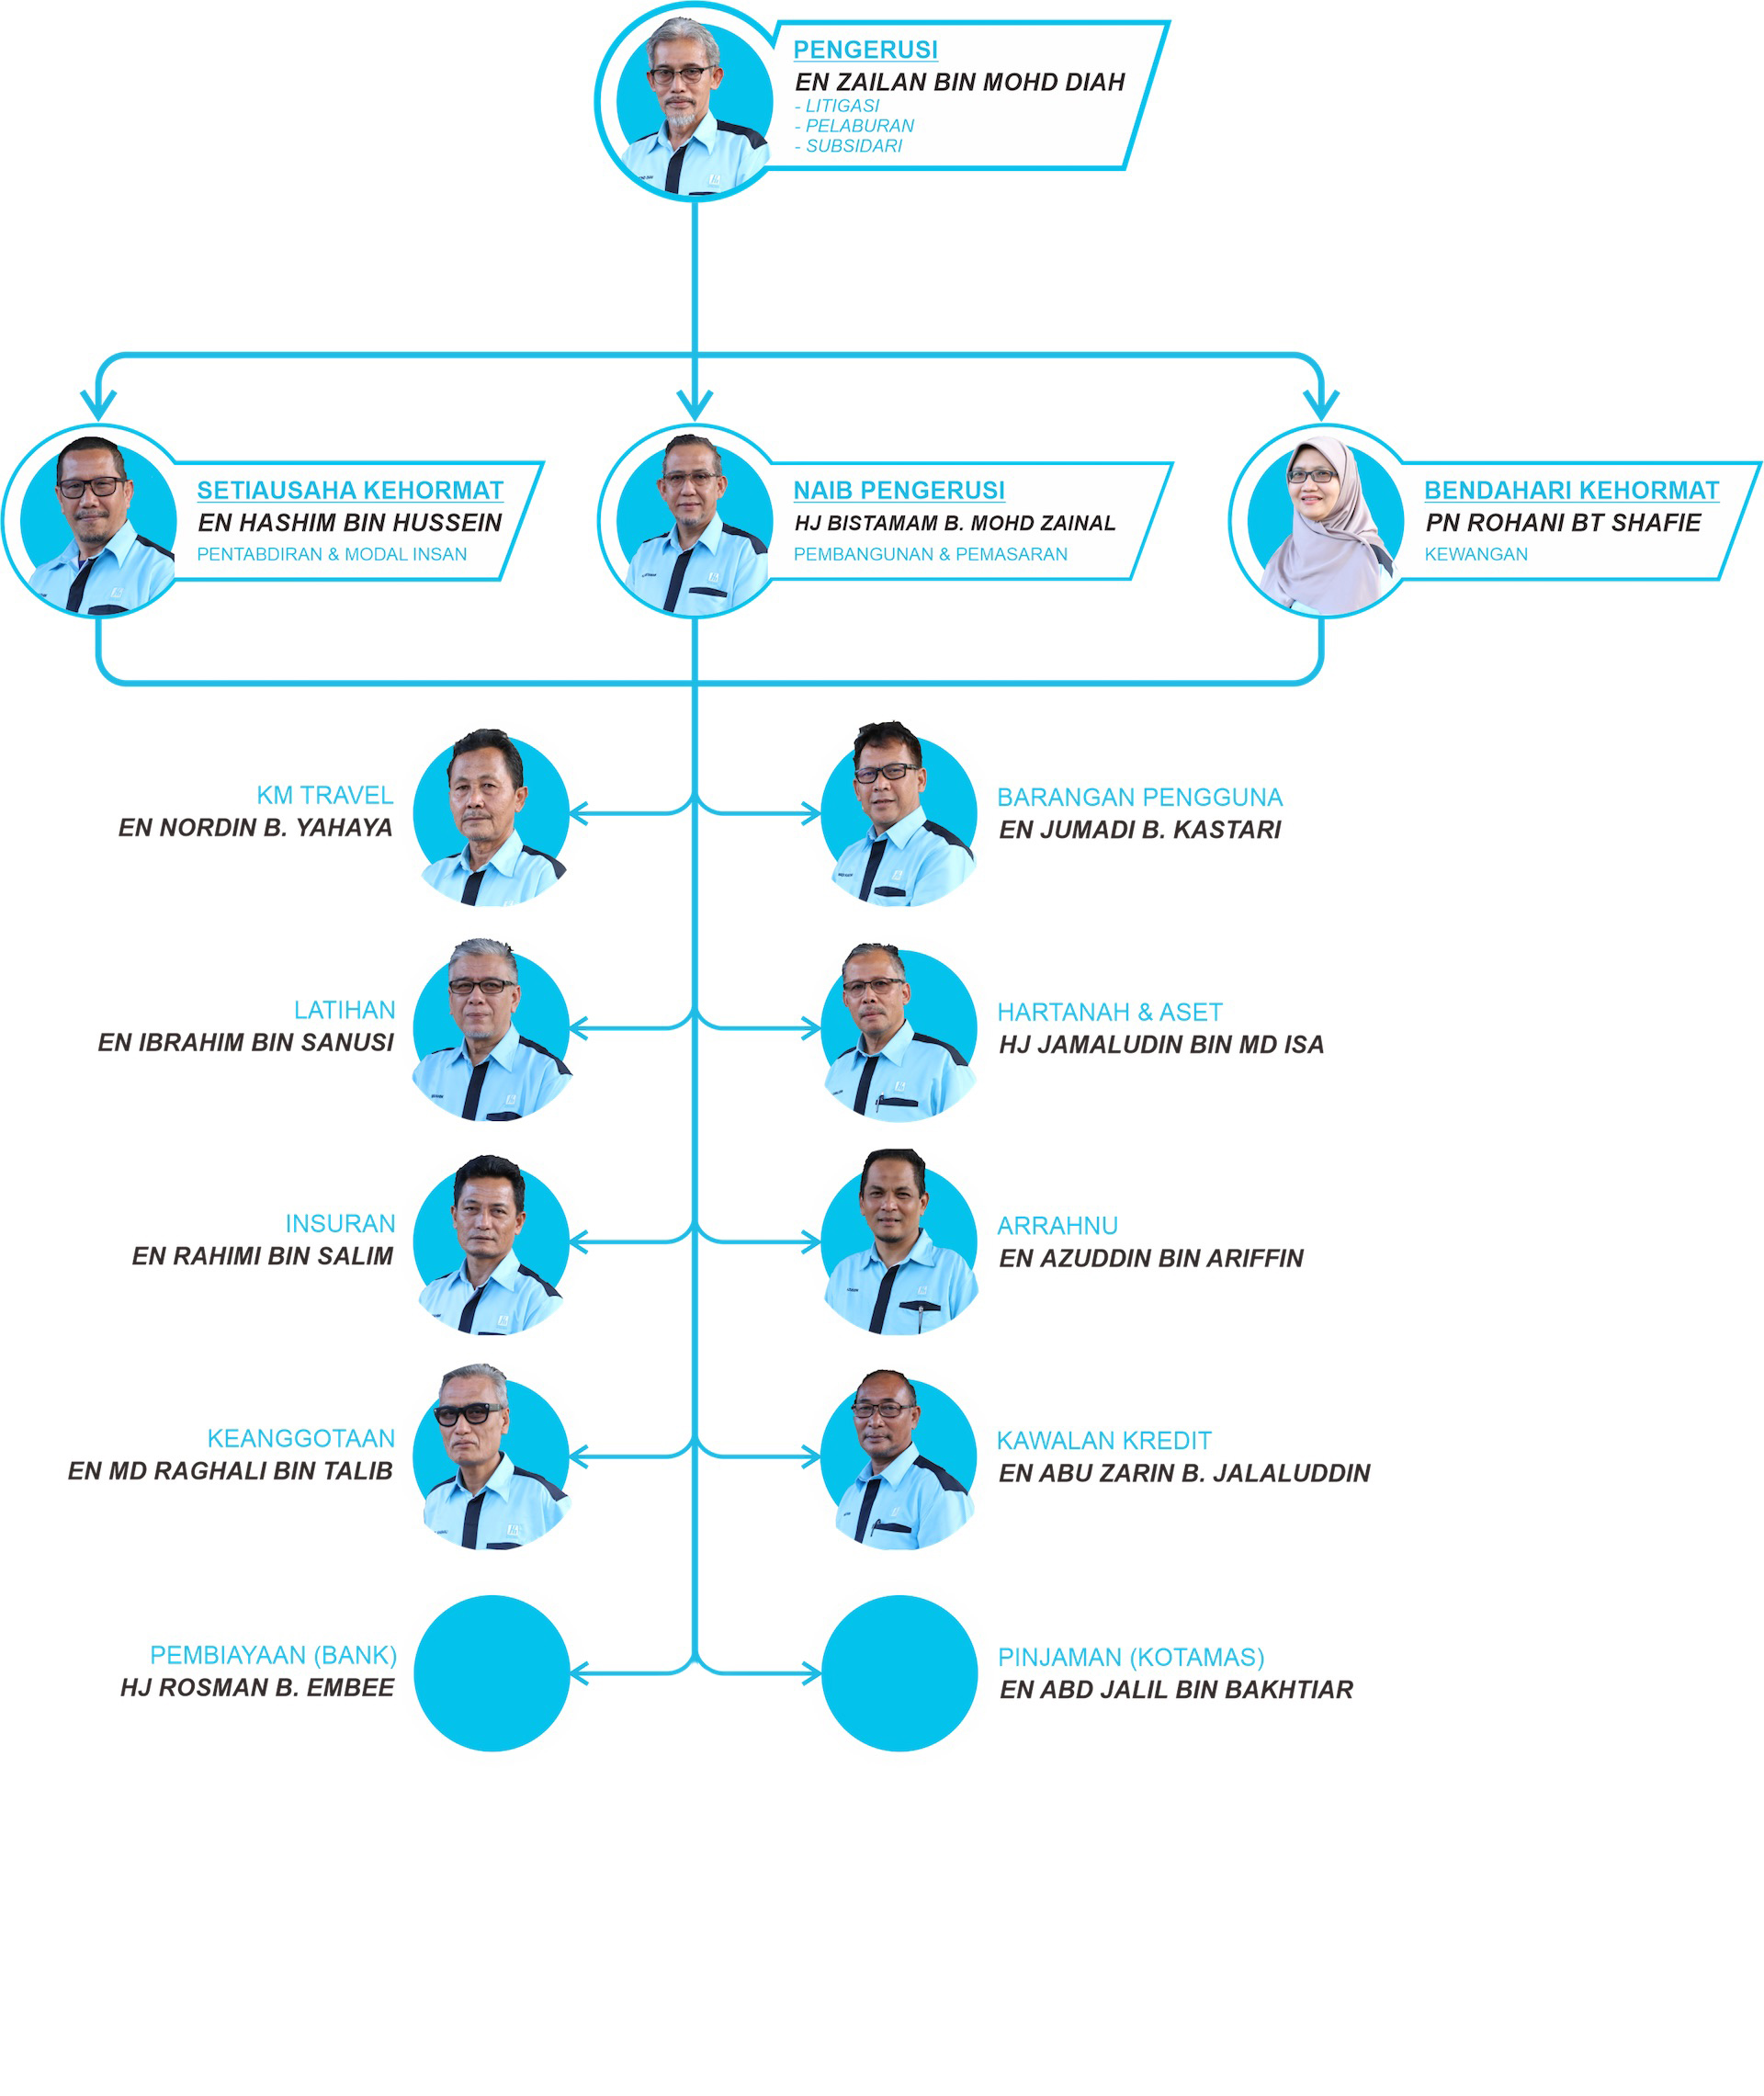 PENGERUSI
EN ZAILAN BIN MOHD DIAH
- LITIGASI
- PELABURAN
- SUBSIDARI
SETIAUSAHA KEHORMAT
EN HASHIM BIN HUSSEIN
PENTABDIRAN & MODAL INSAN
NAIB PENGERUSI
HJ BISTAMAM B. MOHD ZAINAL
PEMBANGUNAN & PEMASARAN
BENDAHARI KEHORMAT
PN ROHANI BT SHAFIE
KEWANGAN
KM TRAVEL
EN NORDIN B. YAHAYA
BARANGAN PENGGUNA
EN JUMADI B. KASTARI
LATIHAN
EN IBRAHIM BIN SANUSI
HARTANAH & ASET
HJ JAMALUDIN BIN MD ISA
INSURAN
EN RAHIMI BIN SALIM
ARRAHNU
EN AZUDDIN BIN ARIFFIN
KEANGGOTAAN
EN MD RAGHALI BIN TALIB
KAWALAN KREDIT
EN ABU ZARIN B. JALALUDDIN
PEMBIAYAAN (BANK)
HJ ROSMAN B. EMBEE
PINJAMAN (KOTAMAS)
EN ABD JALIL BIN BAKHTIAR